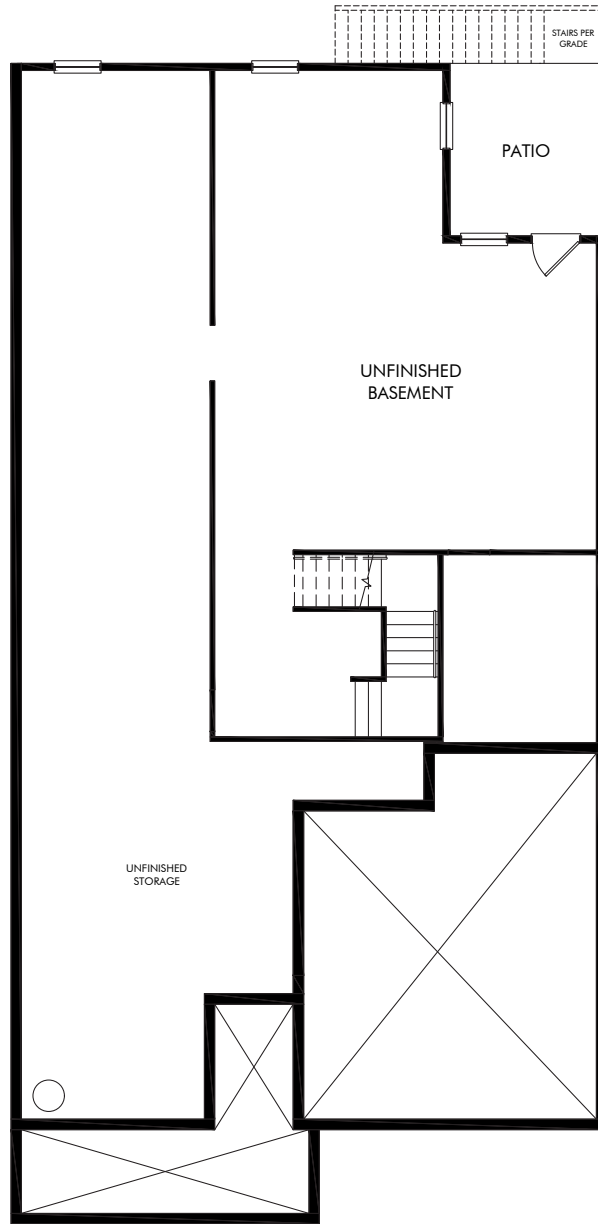 STAIRS PER
GRADE
PATIO
UNFINISHED
BASEMENT
UNFINISHED
STORAGE